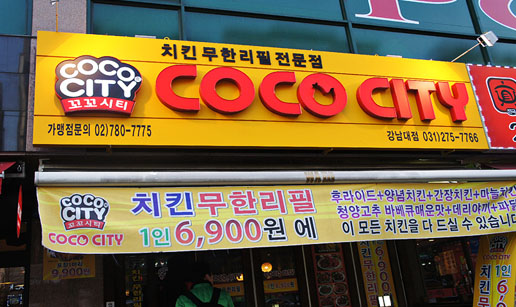 치킨무한리필전문점
COCO CITY
꼬꼬시티
COCO CITY
가맹점문의 02)780-7775
강남대점 031)275-7766
COCO CITY
COCO CITY
치킨무한리필
1인 6,900원 에
후라이드+양념치킨+간장치킨+마늘치킨
청양고추 바베큐매운맛+데리야끼+파닭
이 모든 치킨을 다 드실 수 있습니다
6,900원